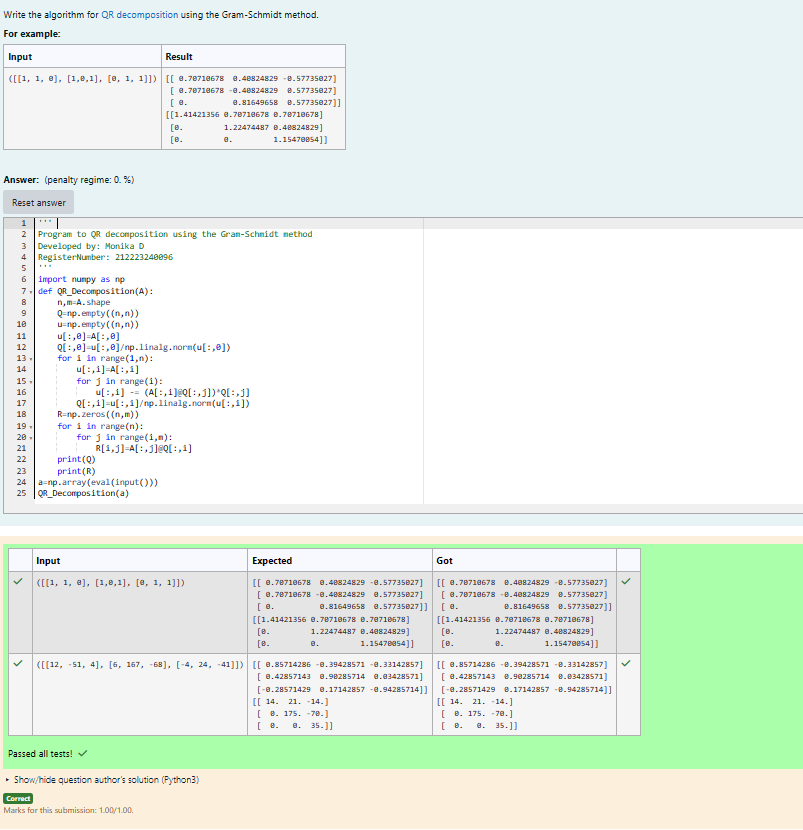 Write the algorithm for QR decomposition using the Gram-Schmidt method.
For example:
Input Result
([[1, 1, 0], [1,0,1], [0, 1, 1]]) [[ 0.70710678 0.40824829 -0.57735027]
[ 0.70710678 -0.40824829 0.57735027]
[ 0. 0.81649658 0.57735027]]
[[1.41421356 0.70710678 0.70710678]
[0. 1.22474487 0.40824829]
[0. 0. 1.15470054]]
Answer: (penalty regime: 0. %)
Reset answer
1 '''
2 Program to QR decomposition using the Gram-Schmidt method
3 Developed by: Monika D
4 RegisterNumber: 212223240096
5 '''
6 import numpy as np
7 def QR_Decomposition(A):
8 n,m=A.shape
9 Q=np.empty((n,n))
10 u=np.empty((n,n))
11 u[:,0]=A[:,0]
12 Q[:,0]=u[:,0]/np.linalg.norm(u[:,0])
13 for i in range(1,n):
14 u[:,i]=A[:,i]
15 for j in range(i):
16 u[:,i] -= (A[:,i]@Q[:,j])*Q[:,j]
17 Q[:,i]=u[:,i]/np.linalg.norm(u[:,i])
18 R=np.zeros((n,m))
19 for i in range(n):
20 for j in range(i,m):
21 R[i,j]=A[:,j]@Q[:,i]
22 print(Q)
23 print(R)
24 a=np.array(eval(input()))
25 QR_Decomposition(a)
Input Expected Got
([[1, 1, 0], [1,0,1], [0, 1, 1]]) [[ 0.70710678 0.40824829 -0.57735027] [[ 0.70710678 0.40824829 -0.57735027]
[ 0.70710678 -0.40824829 0.57735027] [ 0.70710678 -0.40824829 0.57735027]
[ 0. 0.81649658 0.57735027]] [ 0. 0.81649658 0.57735027]]
[[1.41421356 0.70710678 0.70710678] [[1.41421356 0.70710678 0.70710678]
[0. 1.22474487 0.40824829] [0. 1.22474487 0.40824829]
[0. 0. 1.15470054]] [0. 0. 1.15470054]]
([[12, -51, 4], [6, 167, -68], [-4, 24, -41]]) [[ 0.85714286 -0.39428571 -0.33142857] [[ 0.85714286 -0.39428571 -0.33142857]
[ 0.42857143 0.90285714 0.03428571] [ 0.42857143 0.90285714 0.03428571]
[-0.28571429 0.17142857 -0.94285714]] [-0.28571429 0.17142857 -0.94285714]]
[[ 14. 21. -14.] [[ 14. 21. -14.]
[ 0. 175. -70.] [ 0. 175. -70.]
[ 0. 0. 35.]] [ 0. 0. 35.]]
Passed all tests!
Show/hide question author's solution (Python3)
Correct
Marks for this submission: 1.00/1.00.